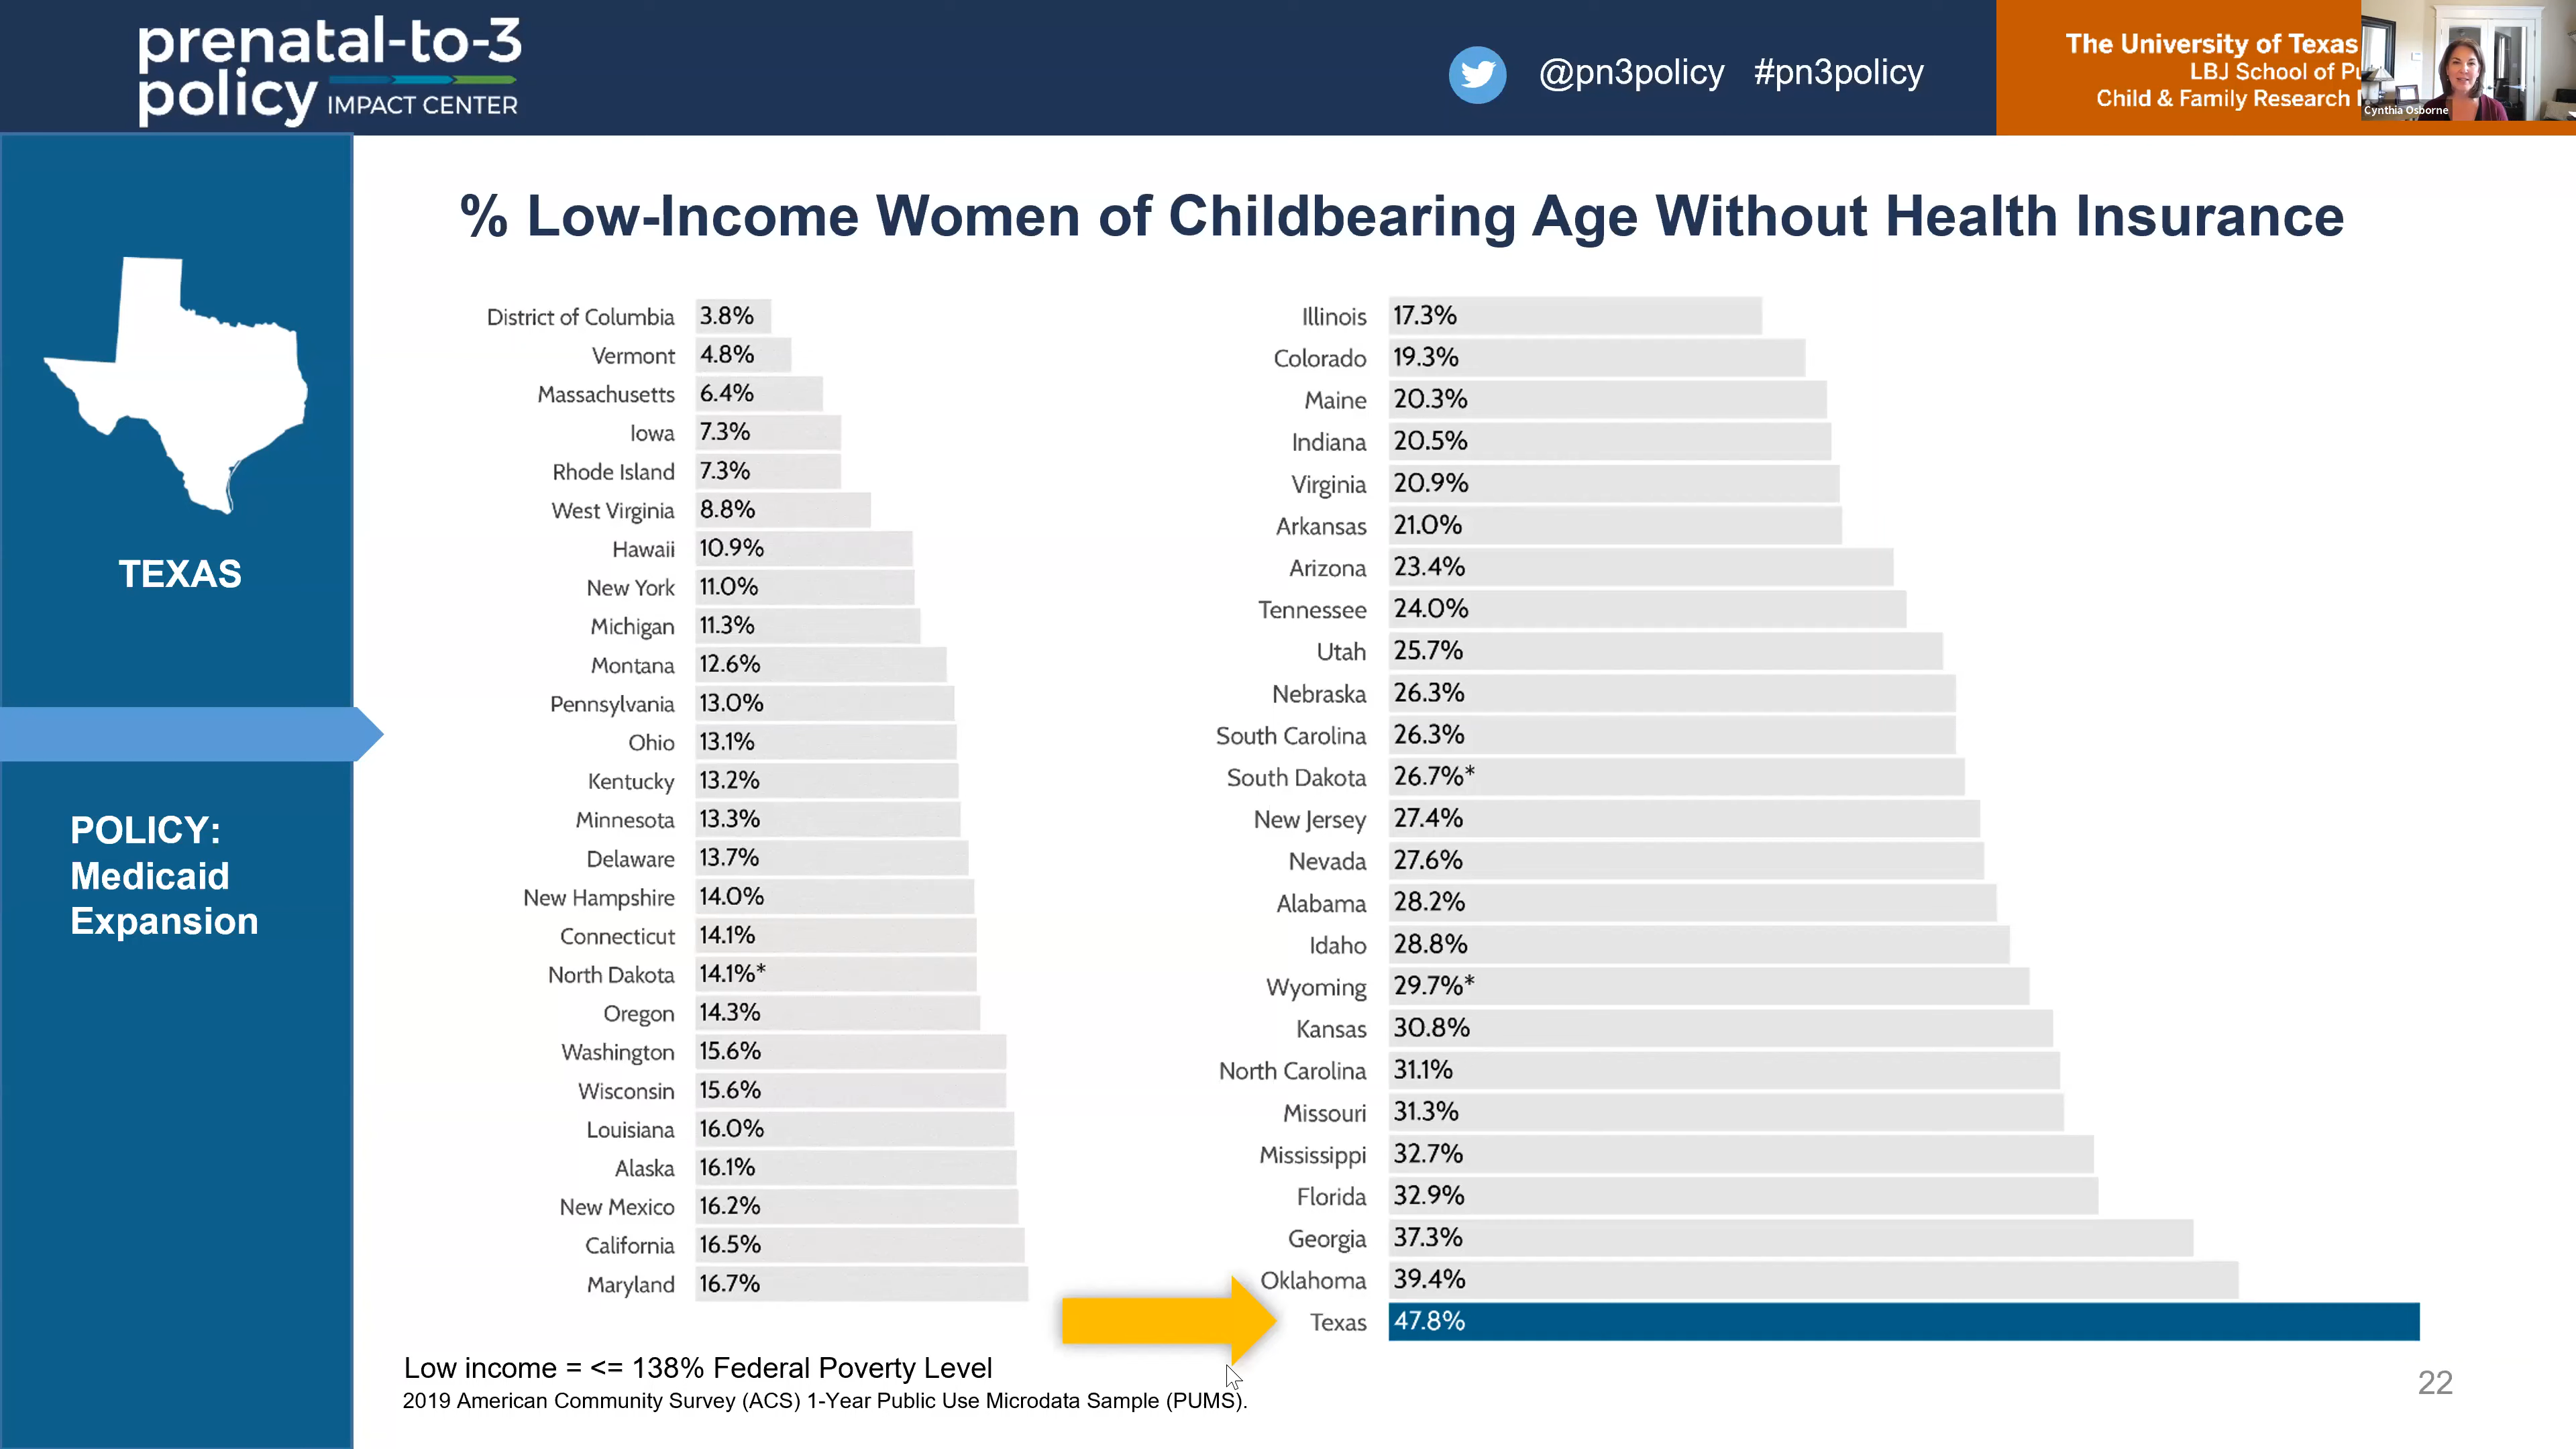 prenatal-to-3
policy IMPACT CENTER
@pn3policy #pn3policy
The University of Texas
LBJ School of
Child & Family Research
Cynthia Osborne
% Low-Income Women of Childbearing Age Without Health Insurance
TEXAS
POLICY:
Medicaid
Expansion
District of Columbia 3.8%
Vermont 4.8%
Massachusetts 6.4%
Iowa 7.3%
Rhode Island 7.3%
West Virginia 8.8%
Hawaii 10.9%
New York 11.0%
Michigan 11.3%
Montana 12.6%
Pennsylvania 13.0%
Ohio 13.1%
Kentucky 13.2%
Minnesota 13.3%
Delaware 13.7%
New Hampshire 14.0%
Connecticut 14.1%
North Dakota 14.1%*
Oregon 14.3%
Washington 15.6%
Wisconsin 15.6%
Louisiana 16.0%
Alaska 16.1%
New Mexico 16.2%
California 16.5%
Maryland 16.7%
Illinois 17.3%
Colorado 19.3%
Maine 20.3%
Indiana 20.5%
Virginia 20.9%
Arkansas 21.0%
Arizona 23.4%
Tennessee 24.0%
Utah 25.7%
Nebraska 26.3%
South Carolina 26.3%
South Dakota 26.7%*
New Jersey 27.4%
Nevada 27.6%
Alabama 28.2%
Idaho 28.8%
Wyoming 29.7%*
Kansas 30.8%
North Carolina 31.1%
Missouri 31.3%
Mississippi 32.7%
Florida 32.9%
Georgia 37.3%
Oklahoma 39.4%
Texas 47.8%
Low income = <= 138% Federal Poverty Level
2019 American Community Survey (ACS) 1-Year Public Use Microdata Sample (PUMS).
22